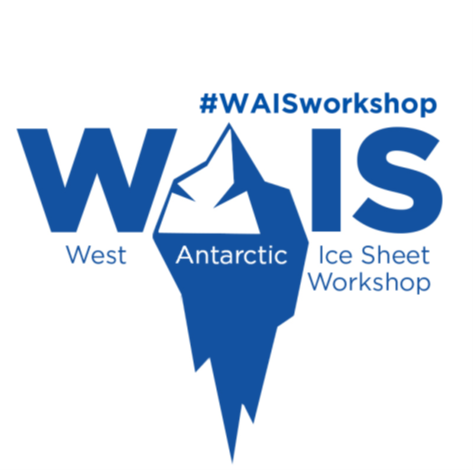 #WAISworkshop
WAIS
West Antarctic Ice Sheet
Workshop